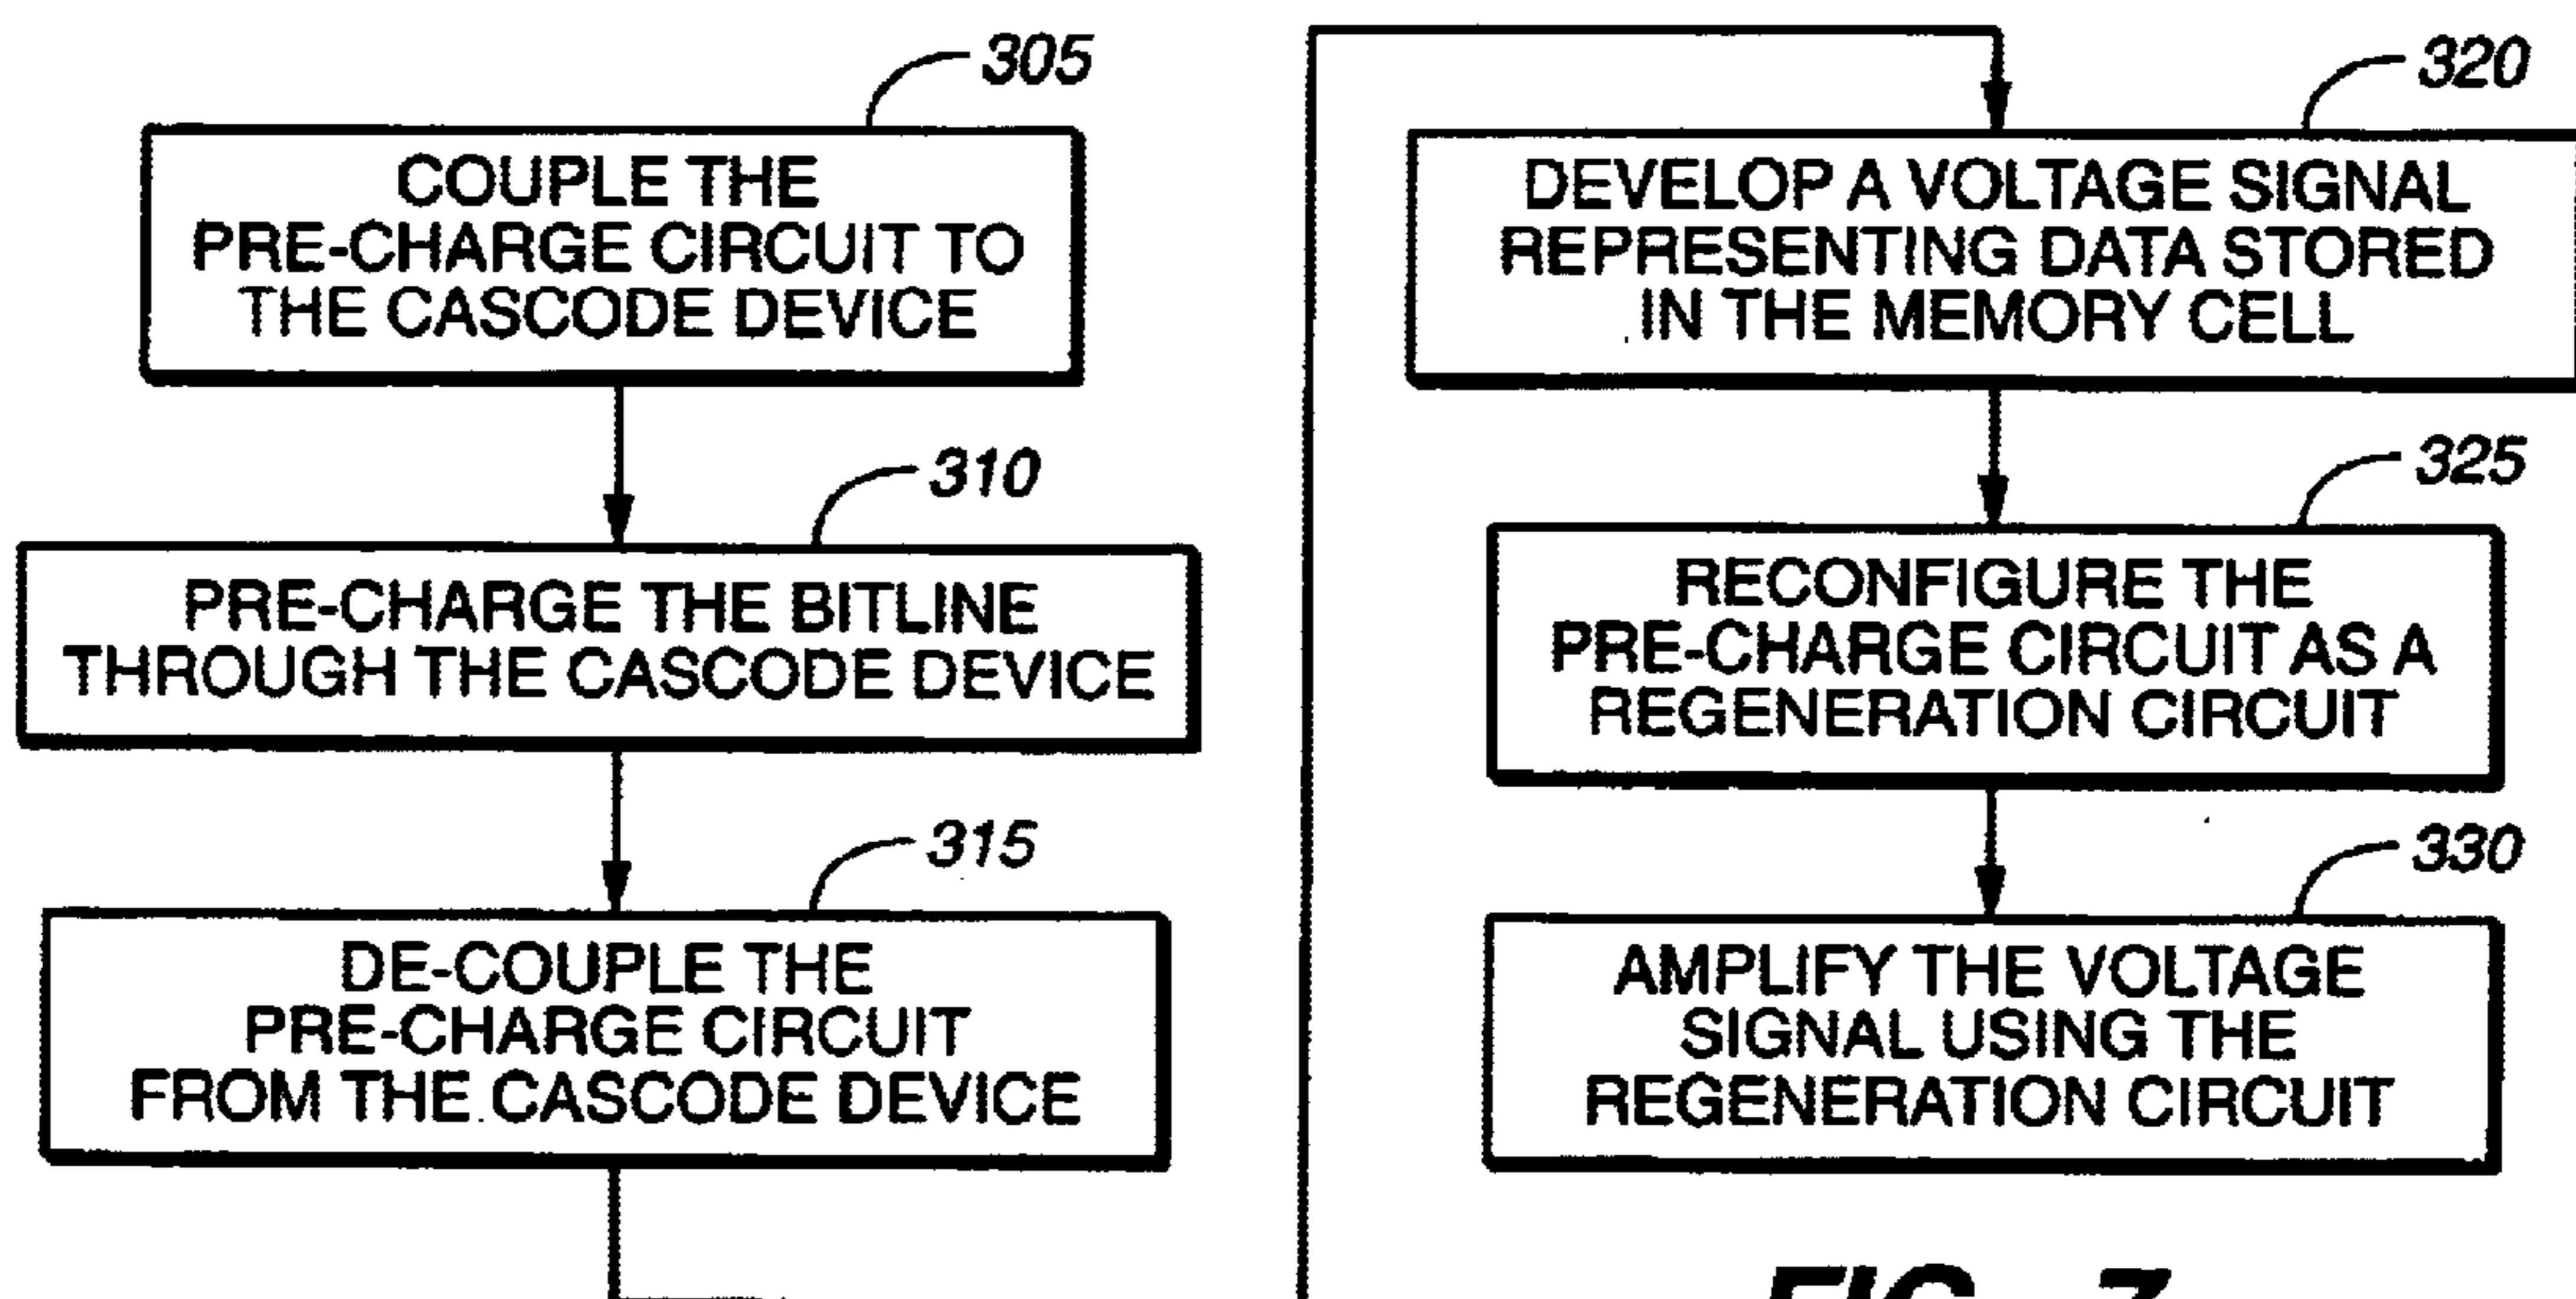 305
COUPLE THE
PRE-CHARGE CIRCUIT TO
THE CASCODE DEVICE
310
PRE-CHARGE THE BITLINE
THROUGH THE CASCODE DEVICE
315
DE-COUPLE THE
PRE-CHARGE CIRCUIT
FROM THE CASCODE DEVICE
320
DEVELOP A VOLTAGE SIGNAL
REPRESENTING DATA STORED
IN THE MEMORY CELL
325
RECONFIGURE THE
PRE-CHARGE CIRCUIT AS A
REGENERATION CIRCUIT
330
AMPLIFY THE VOLTAGE
SIGNAL USING THE
REGENERATION CIRCUIT